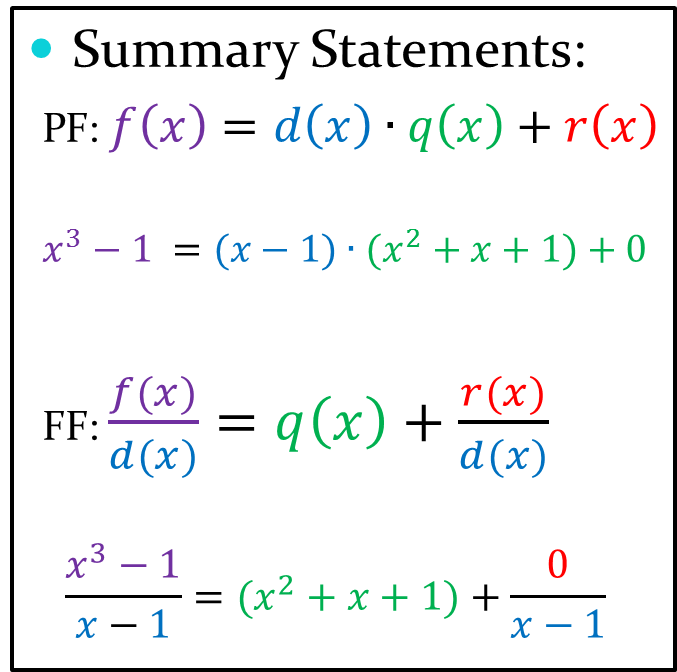 • Summary Statements:
PF: f(x) = d(x) · q(x) + r(x)
x³ − 1 = (x − 1) · (x² + x + 1) + 0
FF: f(x)/d(x) = q(x) + r(x)/d(x)
x³ − 1/x − 1 = (x² + x + 1) + 0/x − 1